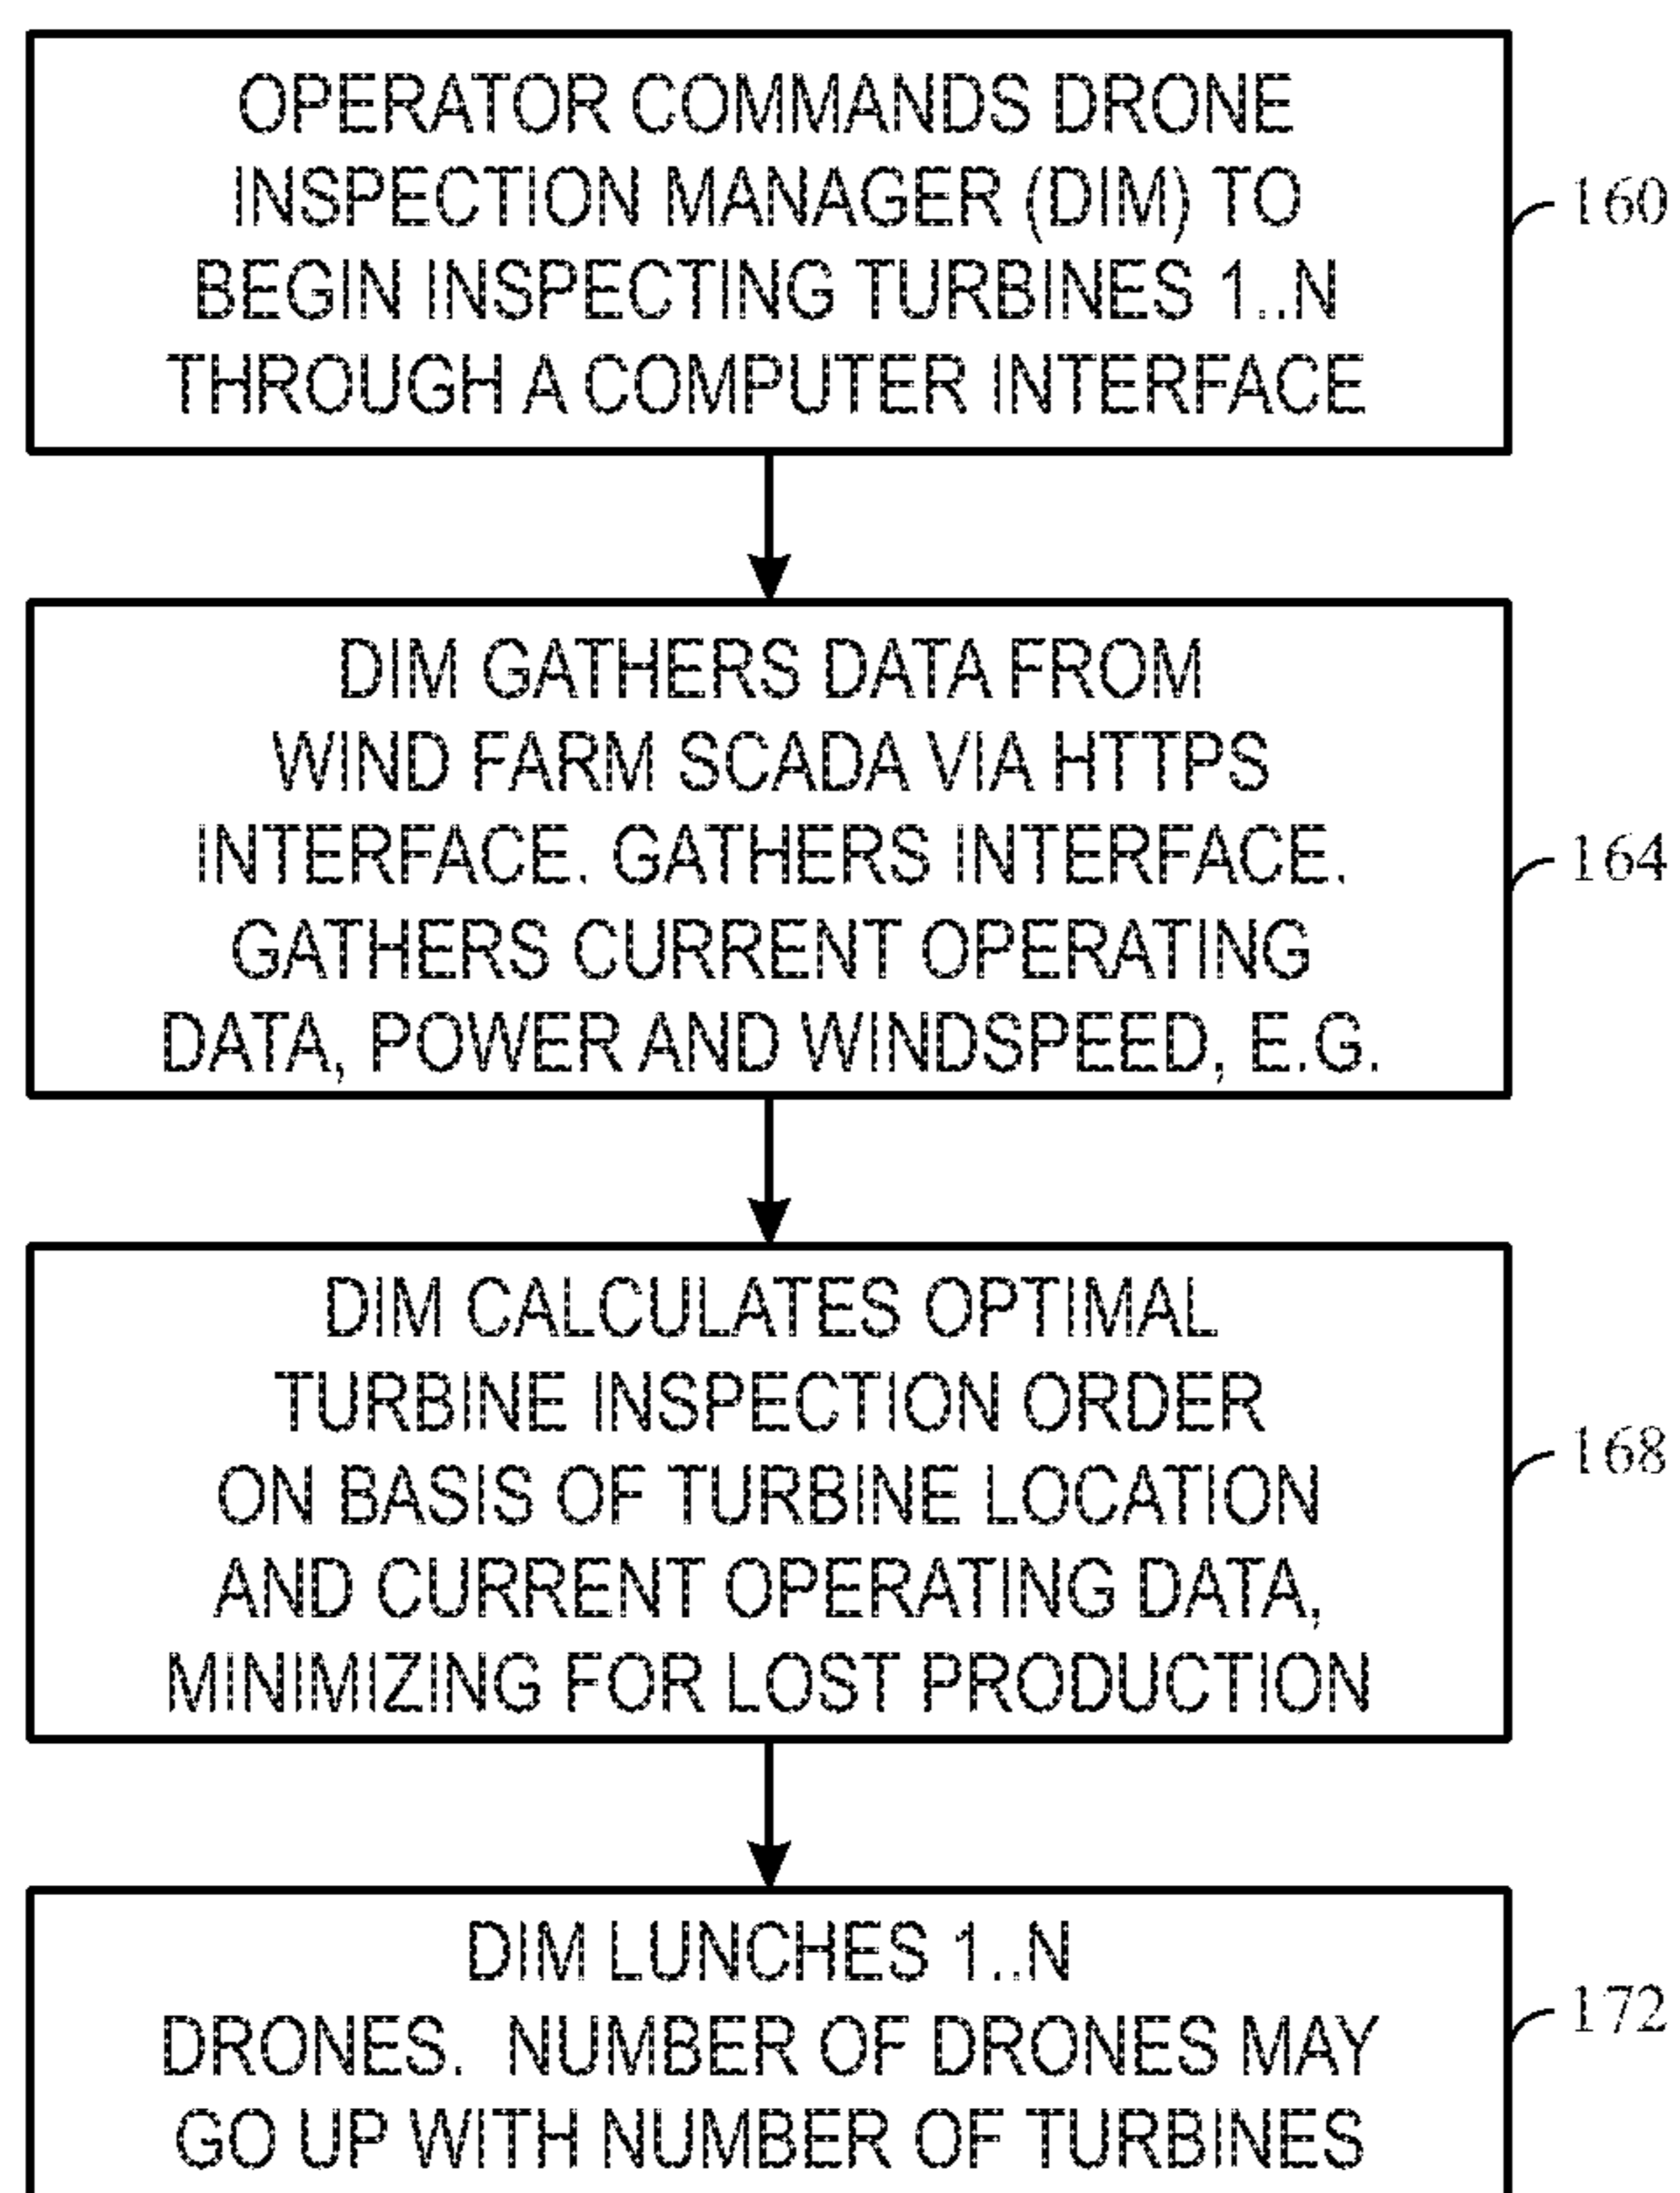 OPERATOR COMMANDS DRONE
INSPECTION MANAGER (DIM) TO
BEGIN INSPECTING TURBINES 1..N
THROUGH A COMPUTER INTERFACE
160
DIM GATHERS DATA FROM
WIND FARM SCADA VIA HTTPS
INTERFACE. GATHERS INTERFACE.
GATHERS CURRENT OPERATING
DATA, POWER AND WINDSPEED, E.G.
164
DIM CALCULATES OPTIMAL
TURBINE INSPECTION ORDER
ON BASIS OF TURBINE LOCATION
AND CURRENT OPERATING DATA,
MINIMIZING FOR LOST PRODUCTION
168
DIM LUNCHES 1..N
DRONES. NUMBER OF DRONES MAY
GO UP WITH NUMBER OF TURBINES
172